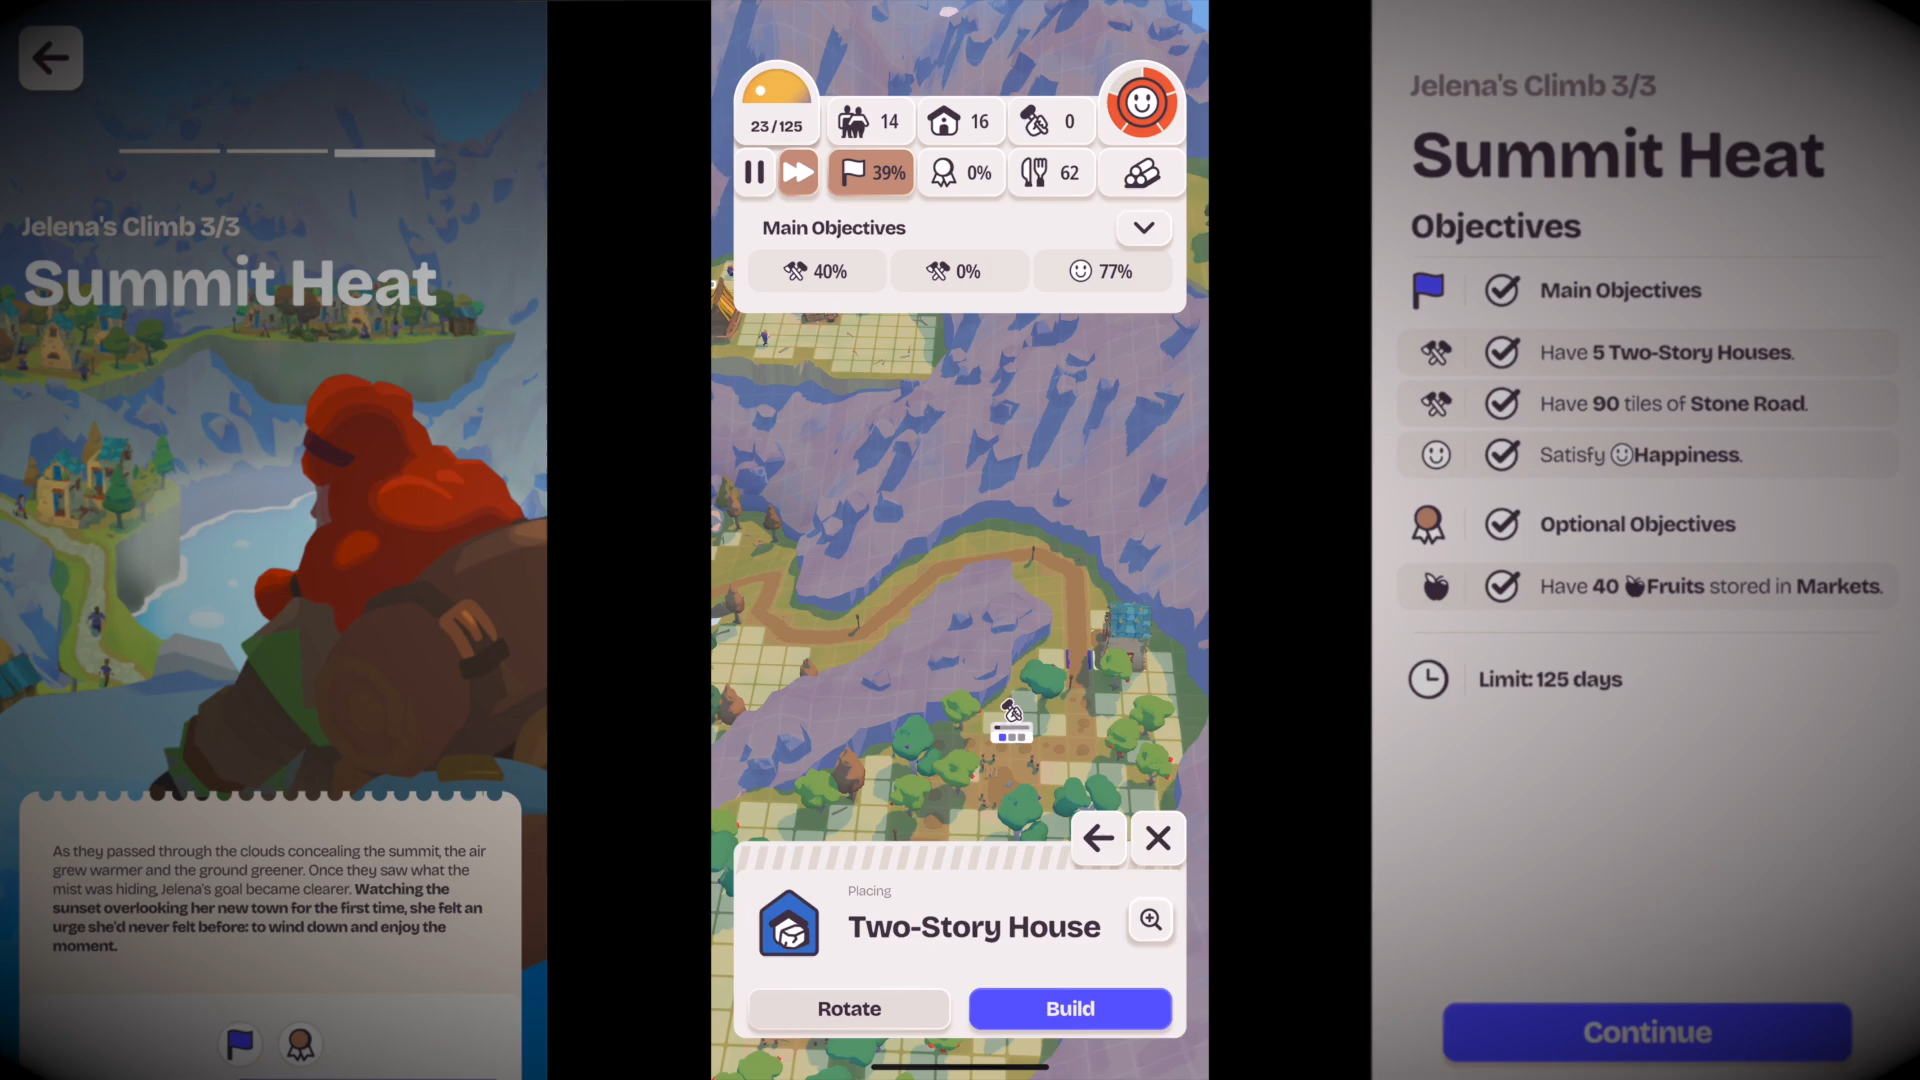 Jelena's Climb 3/3
Summit Heat
As they passed through the clouds concealing the summit, the air
grew warmer and the ground greener. Once they saw what the
mist was hiding, Jelena's goal became clearer. Watching the
sunset overlooking her new town for the first time, she felt an
urge she'd never felt before: to wind down and enjoy the
moment.
23/125
14
16
0
39%
0%
62
Main Objectives
40%
0%
77%
Placing
Two-Story House
Rotate
Build
Jelena's Climb 3/3
Summit Heat
Objectives
Main Objectives
Have 5 Two-Story Houses.
Have 90 tiles of Stone Road.
Satisfy Happiness.
Optional Objectives
Have 40 Fruits stored in Markets.
Limit: 125 days
Continue